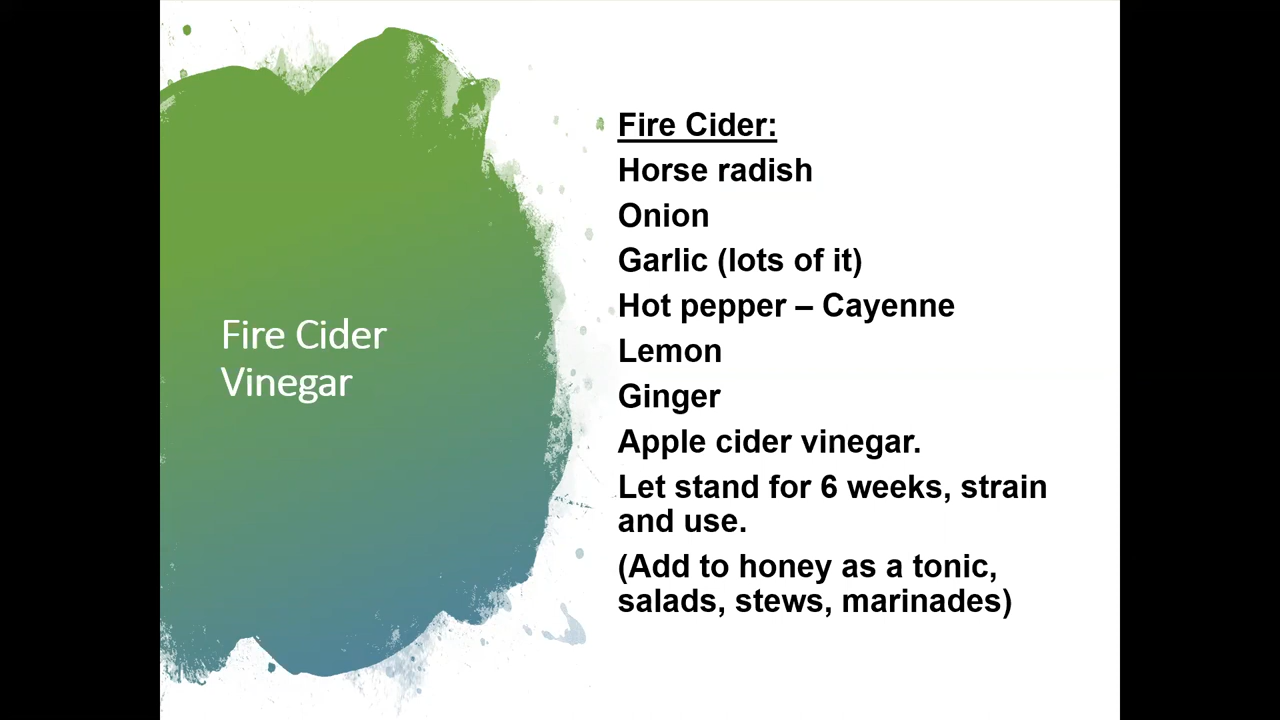 Fire Cider
Vinegar
Fire Cider:
Horse radish
Onion
Garlic (lots of it)
Hot pepper – Cayenne
Lemon
Ginger
Apple cider vinegar.
Let stand for 6 weeks, strain
and use.
(Add to honey as a tonic,
salads, stews, marinades)